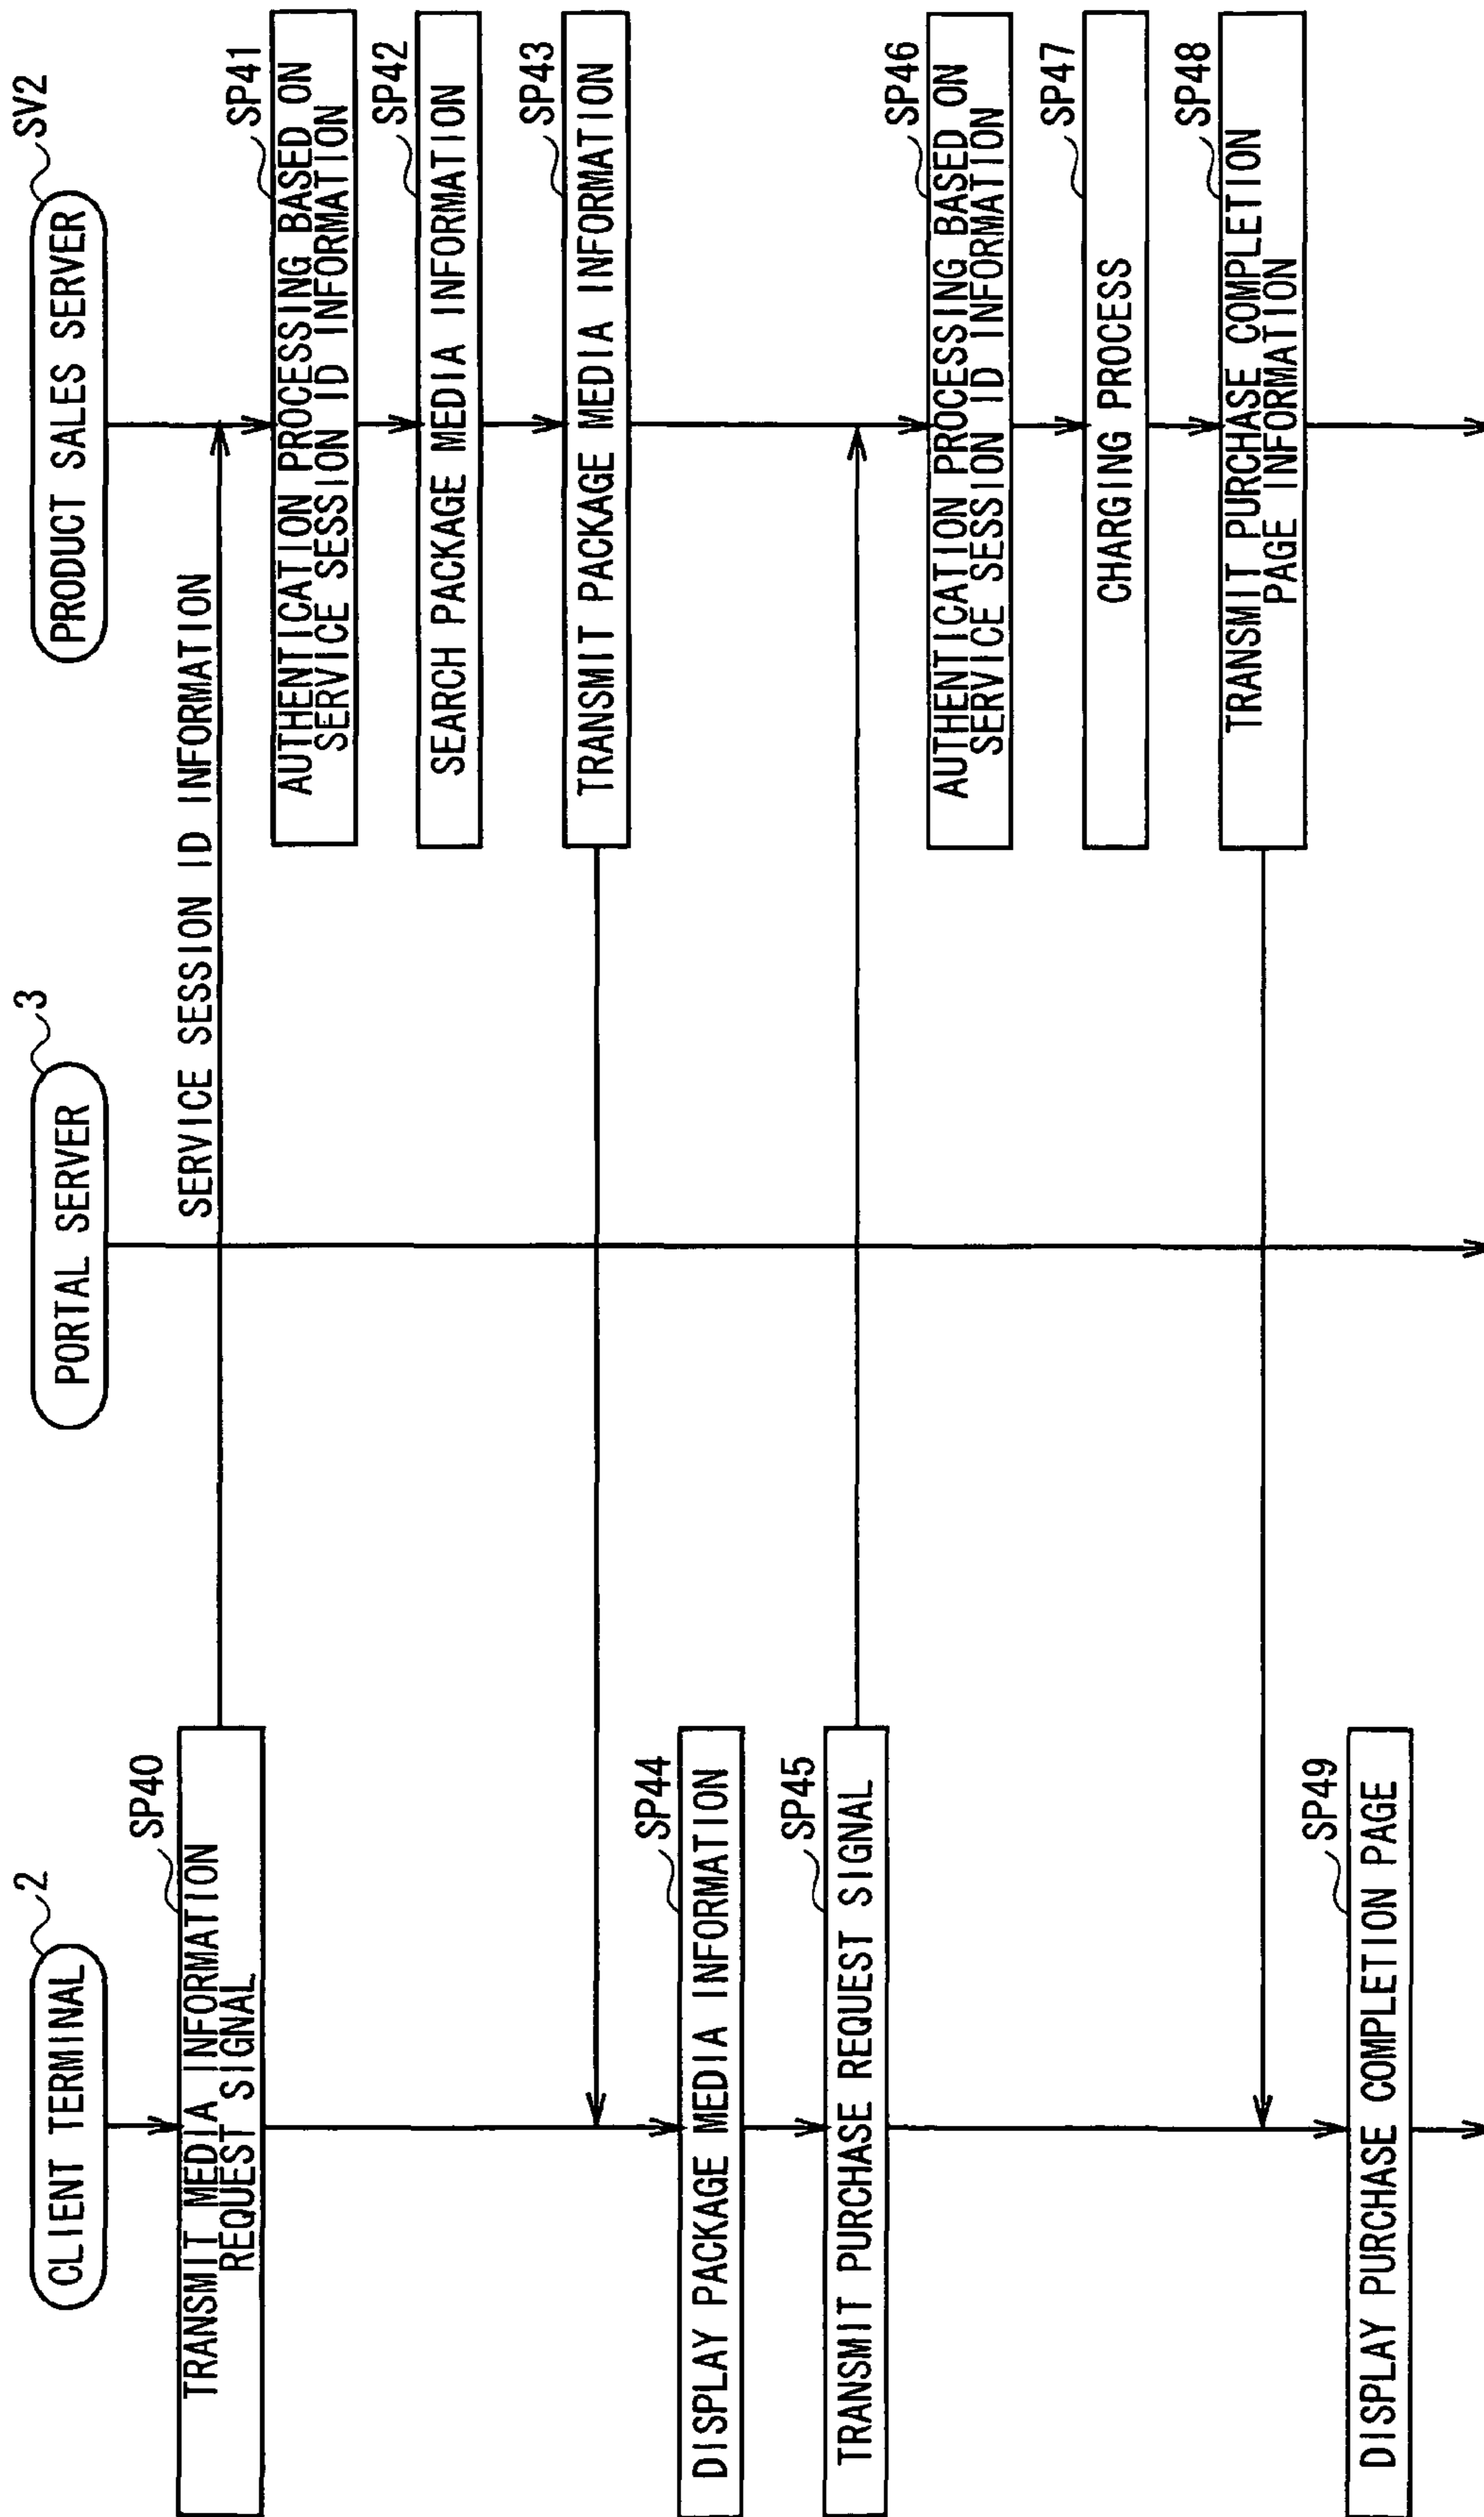 CLIENT TERMINAL
2
PORTAL SERVER
3
PRODUCT SALES SERVER
SV2
SP40
TRANSMIT MEDIA INFORMATION
REQUEST SIGNAL
SERVICE SESSION ID INFORMATION
SP41
AUTHENTICATION PROCESSING BASED ON
SERVICE SESSION ID INFORMATION
SP42
SEARCH PACKAGE MEDIA INFORMATION
SP43
TRANSMIT PACKAGE MEDIA INFORMATION
SP44
DISPLAY PACKAGE MEDIA INFORMATION
SP45
TRANSMIT PURCHASE REQUEST SIGNAL
SP46
AUTHENTICATION PROCESSING BASED ON
SERVICE SESSION ID INFORMATION
SP47
CHARGING PROCESS
SP48
TRANSMIT PURCHASE COMPLETION
PAGE INFORMATION
SP49
DISPLAY PURCHASE COMPLETION PAGE